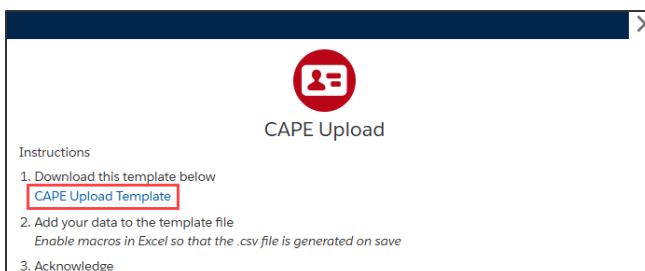 CAPE Upload
Instructions
1. Download this template below
CAPE Upload Template
2. Add your data to the template file
Enable macros in Excel so that the .csv file is generated on save
3. Acknowledge